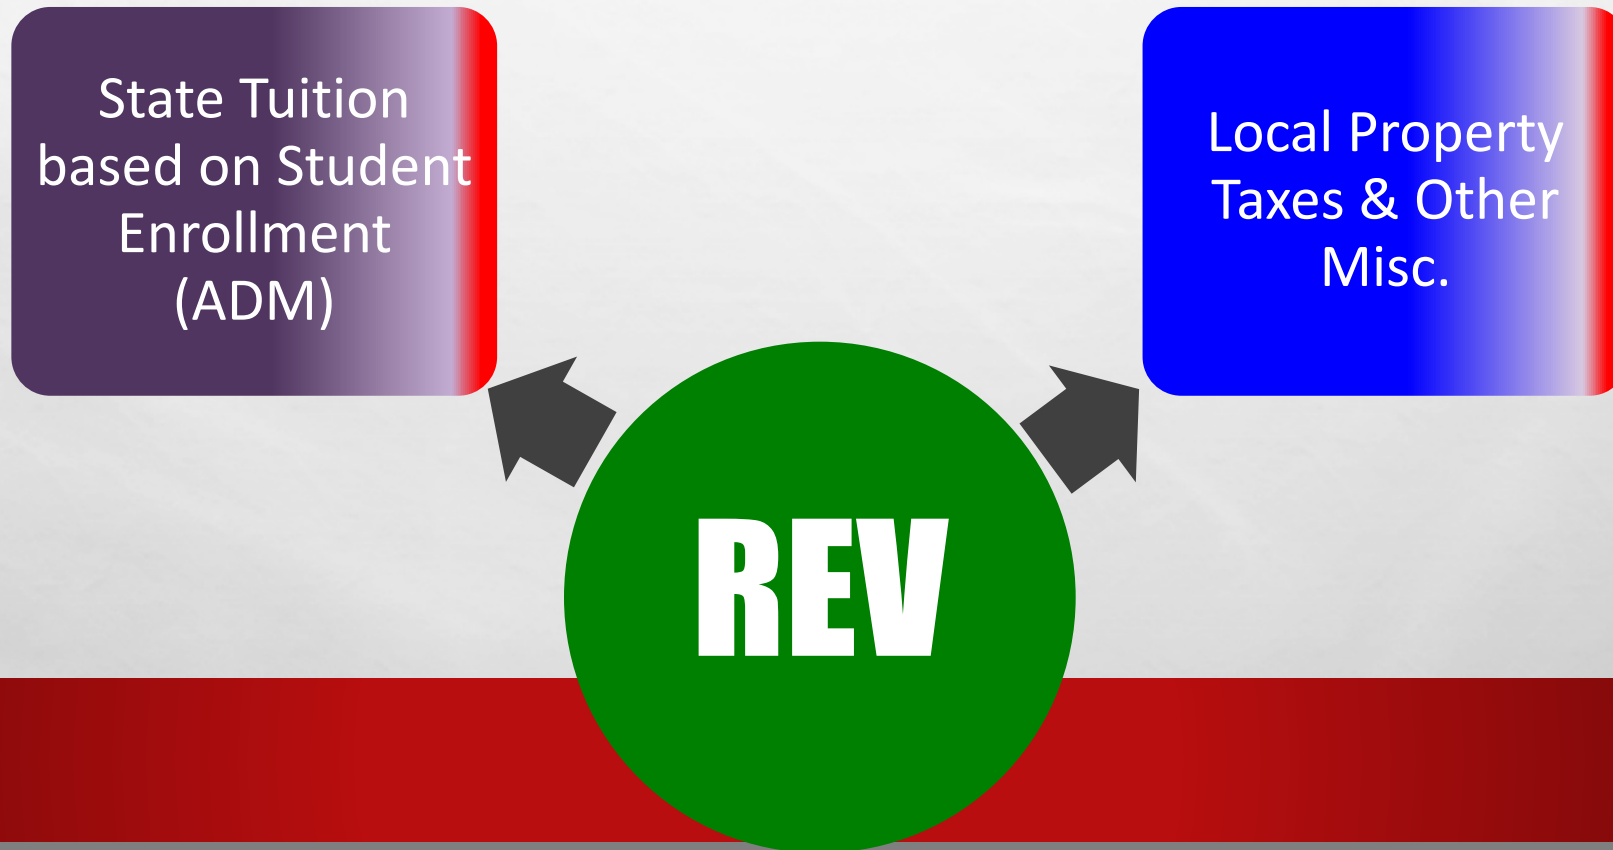 State Tuition
based on Student
Enrollment
(ADM)
Local Property
Taxes & Other
Misc.
REV